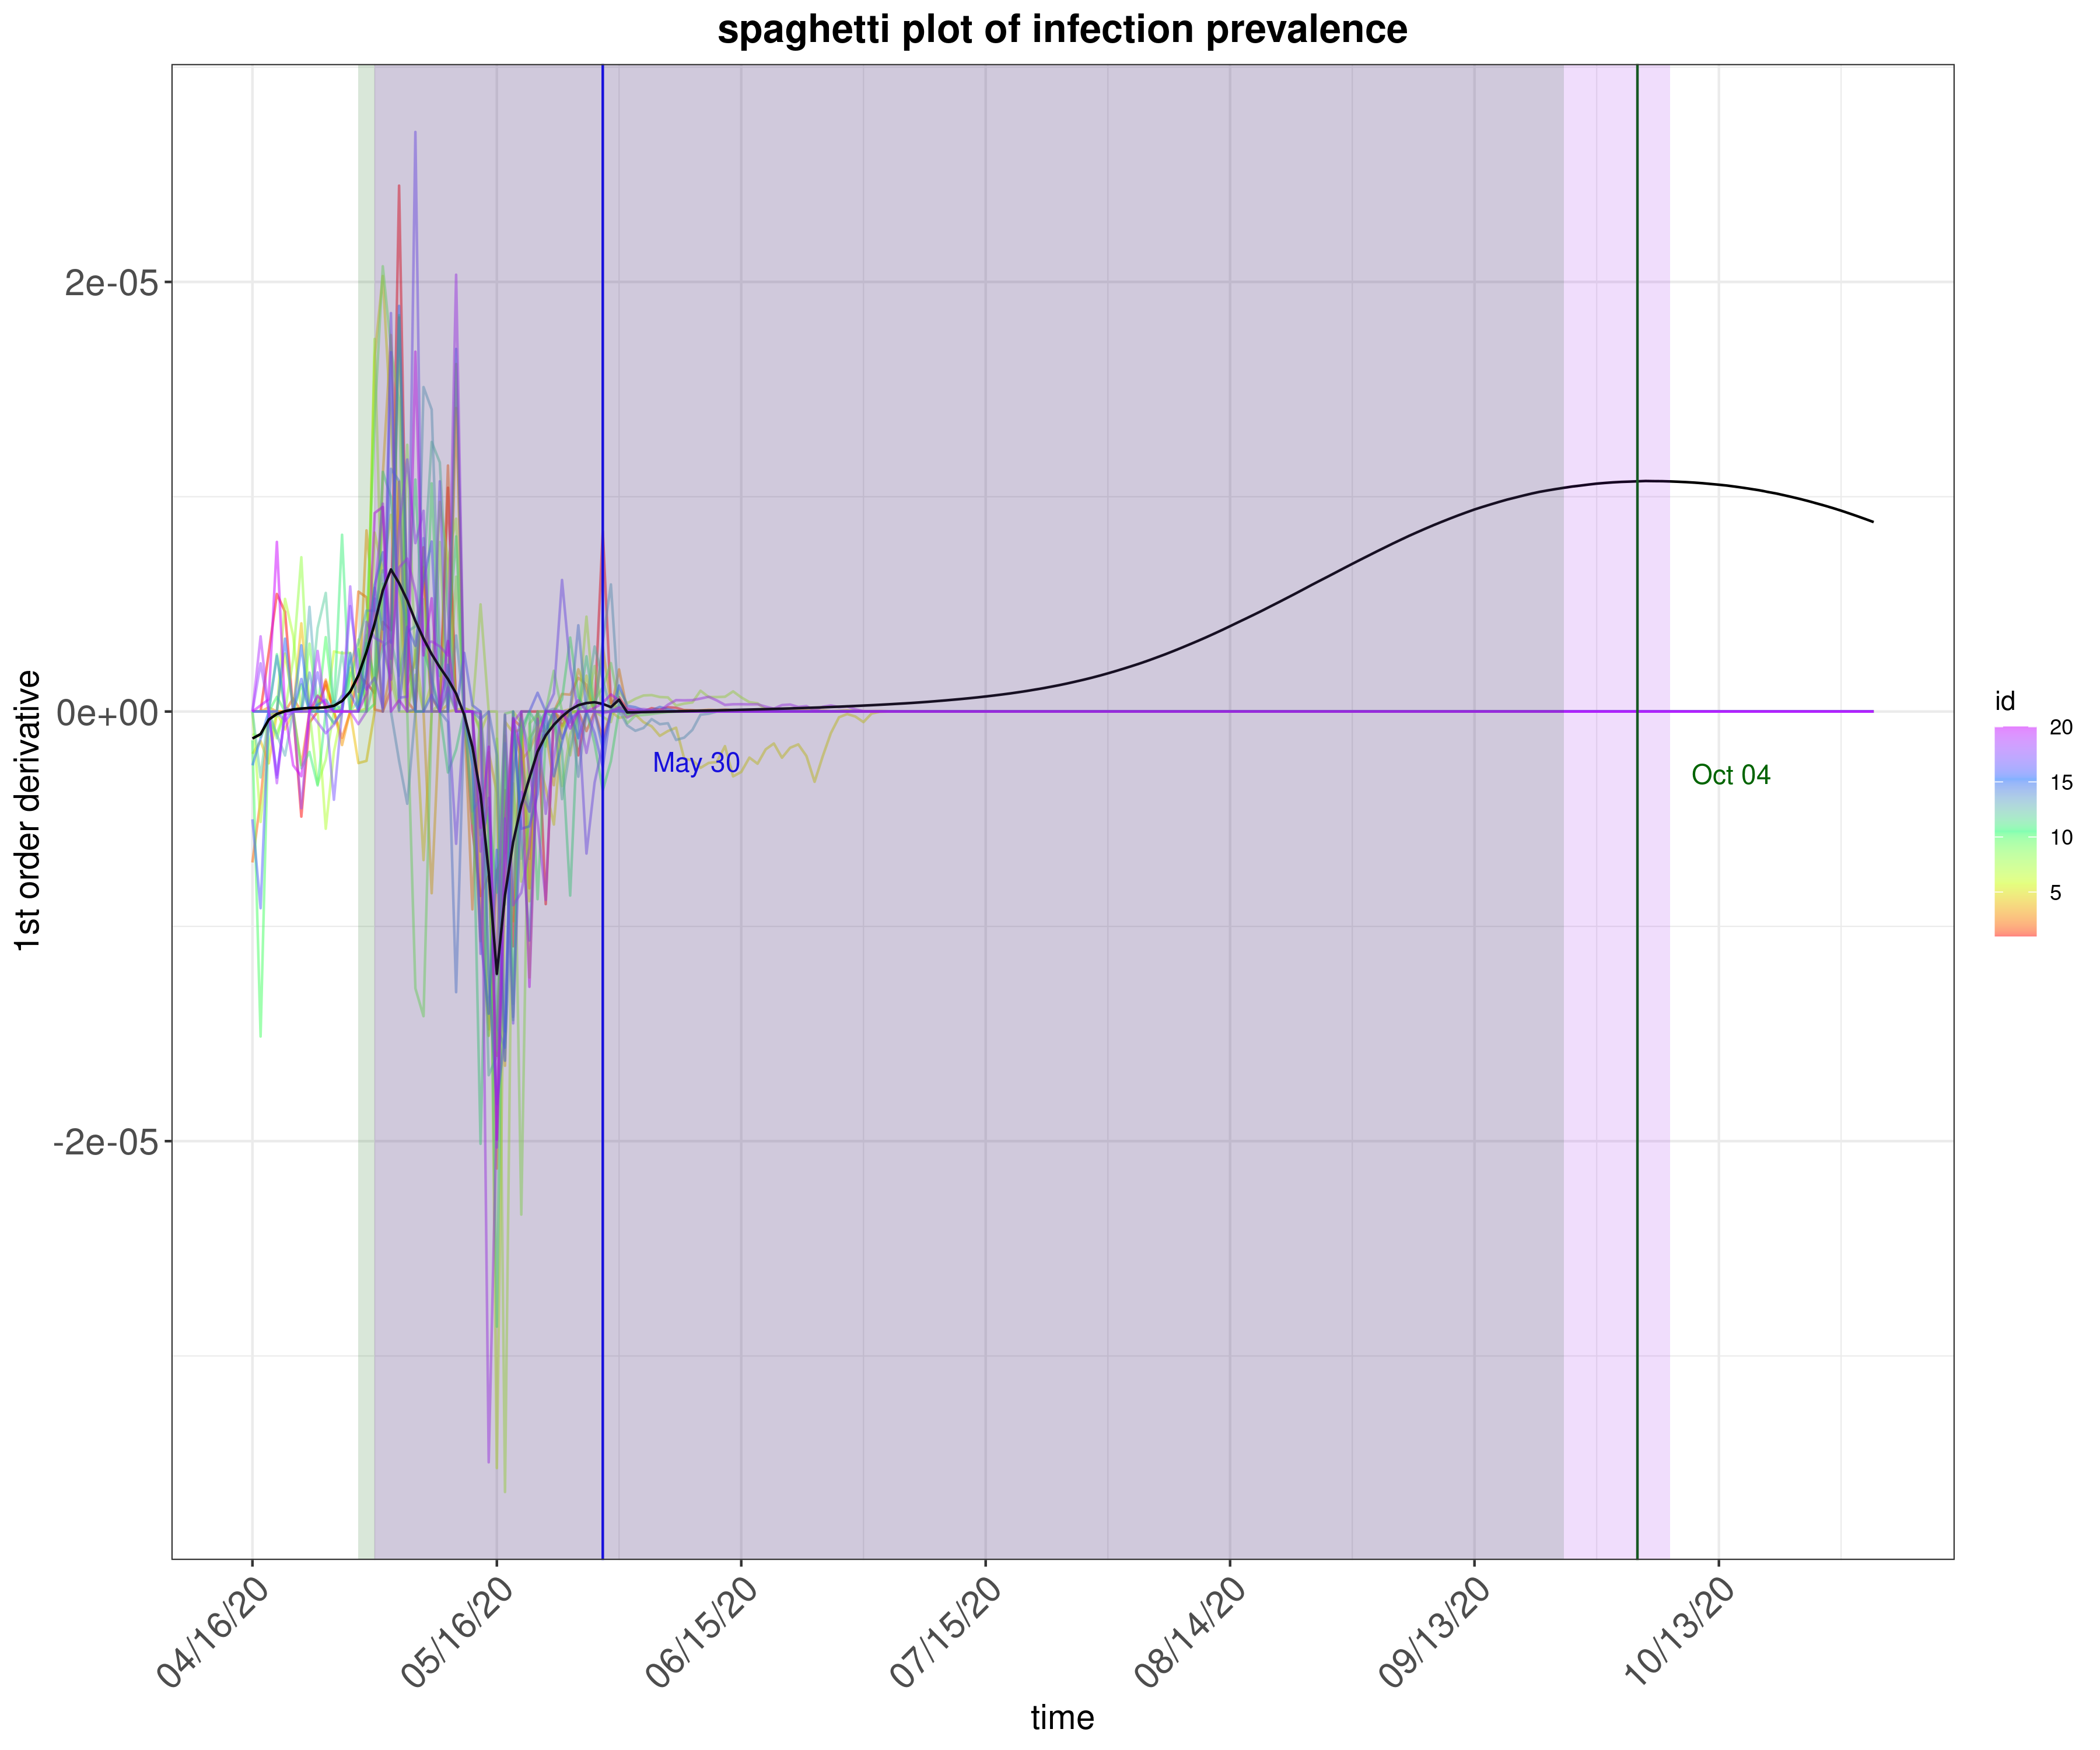 spaghetti plot of infection prevalence
1st order derivative
2e-05
0e+00
-2e-05
May 30
Oct 04
id
20
15
10
5
04/16/20
05/16/20
06/15/20
07/15/20
08/14/20
09/13/20
10/13/20
time